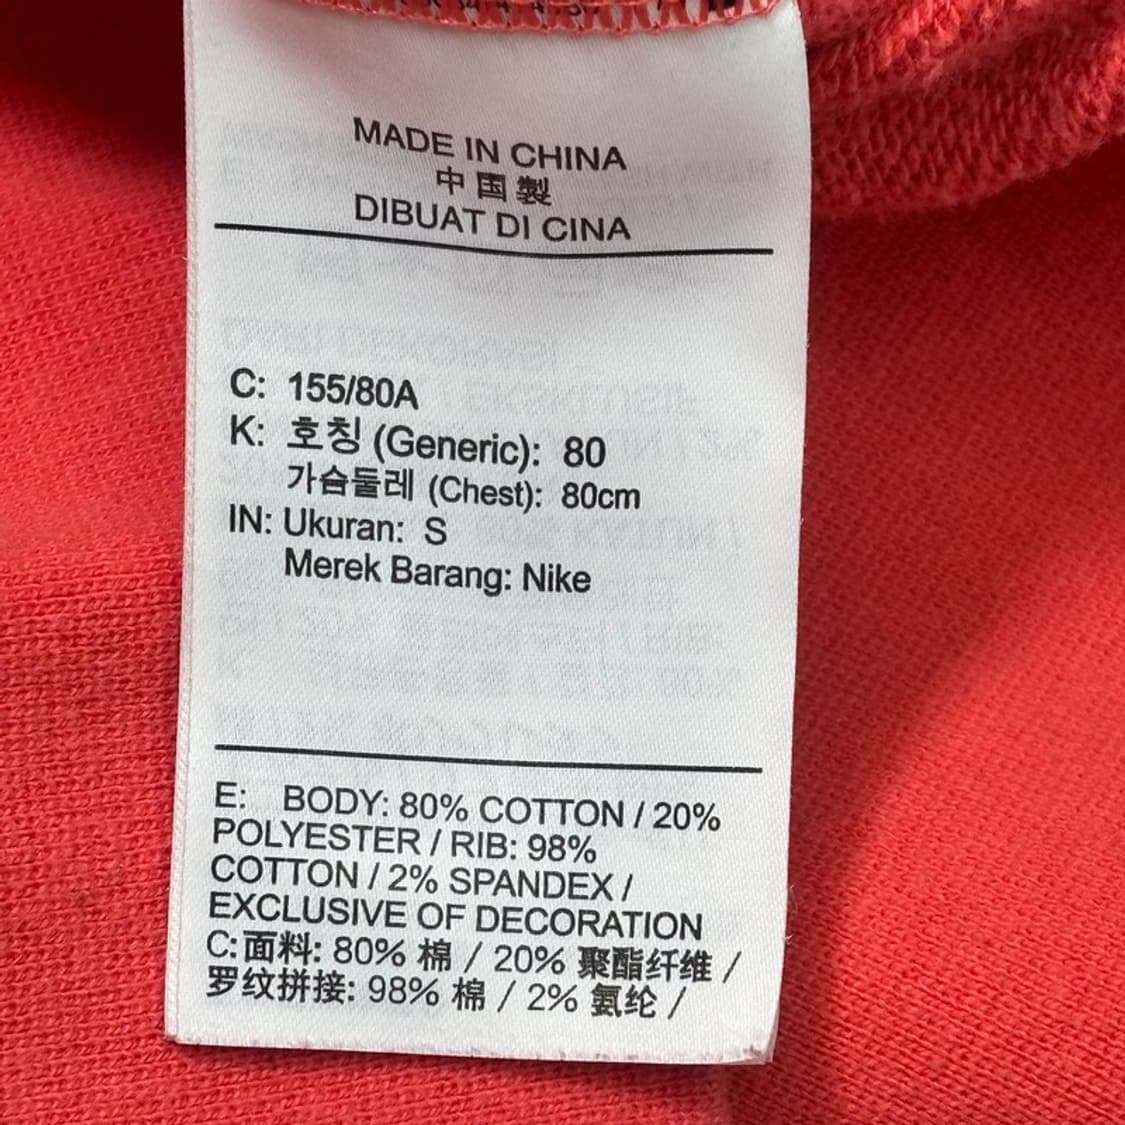 MADE IN CHINA
中国製
DIBUAT DI CINA
C: 155/80A
K: 호칭 (Generic): 80
가슴둘레 (Chest): 80cm
IN: Ukuran: S
Merek Barang: Nike
E: BODY: 80% COTTON / 20%
POLYESTER / RIB: 98%
COTTON / 2% SPANDEX /
EXCLUSIVE OF DECORATION
C:面料: 80% 棉 / 20% 聚酯纤维 /
罗纹拼接: 98% 棉 / 2% 氨纶 /